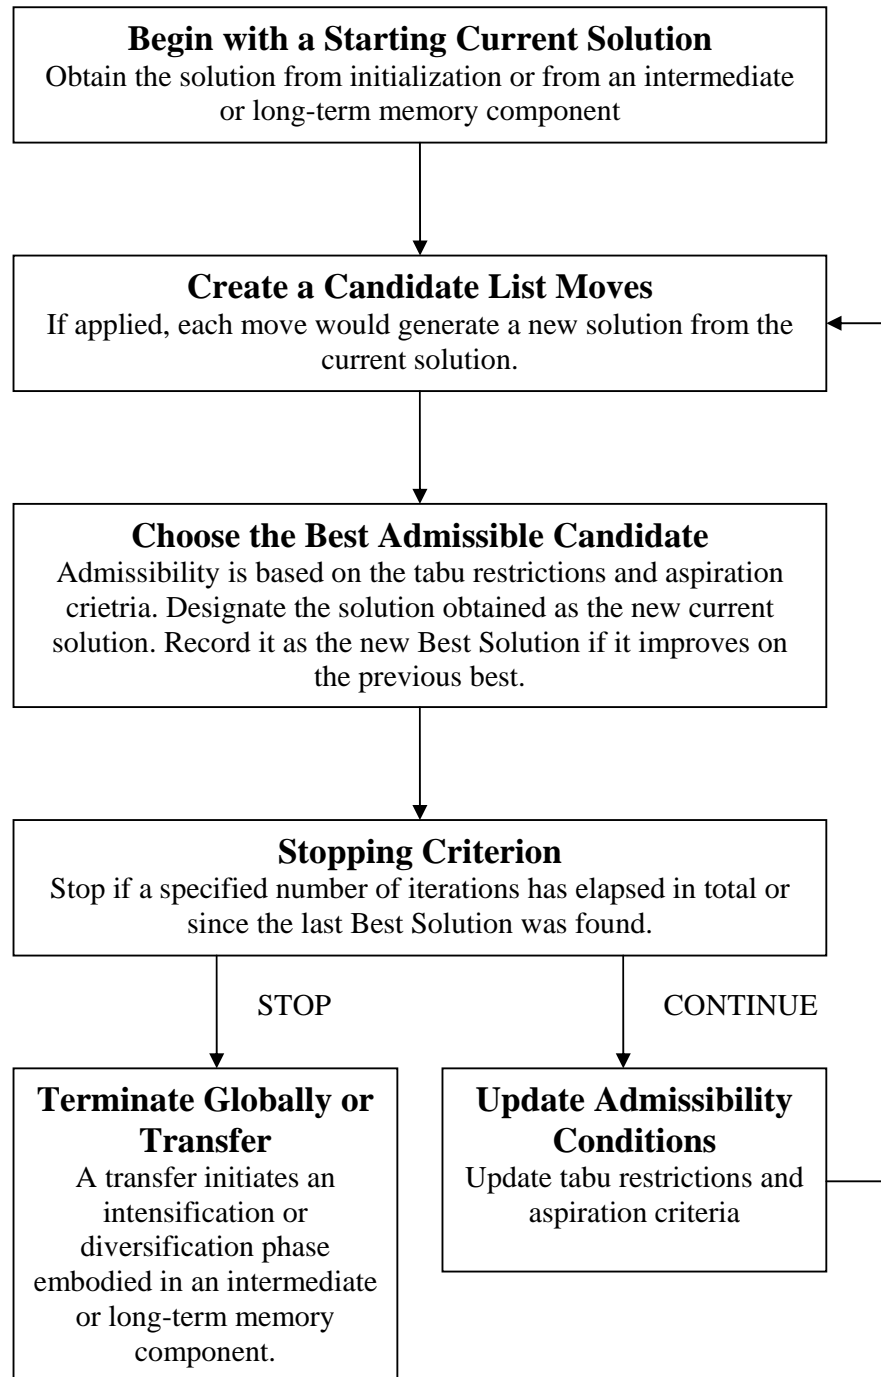 Begin with a Starting Current Solution
Obtain the solution from initialization or from an intermediate
or long-term memory component
Create a Candidate List Moves
If applied, each move would generate a new solution from the
current solution.
Choose the Best Admissible Candidate
Admissibility is based on the tabu restrictions and aspiration
crietria. Designate the solution obtained as the new current
solution. Record it as the new Best Solution if it improves on
the previous best.
Stopping Criterion
Stop if a specified number of iterations has elapsed in total or
since the last Best Solution was found.
STOP
CONTINUE
Terminate Globally or
Transfer
A transfer initiates an
intensification or
diversification phase
embodied in an intermediate
or long-term memory
component.
Update Admissibility
Conditions
Update tabu restrictions and
aspiration criteria